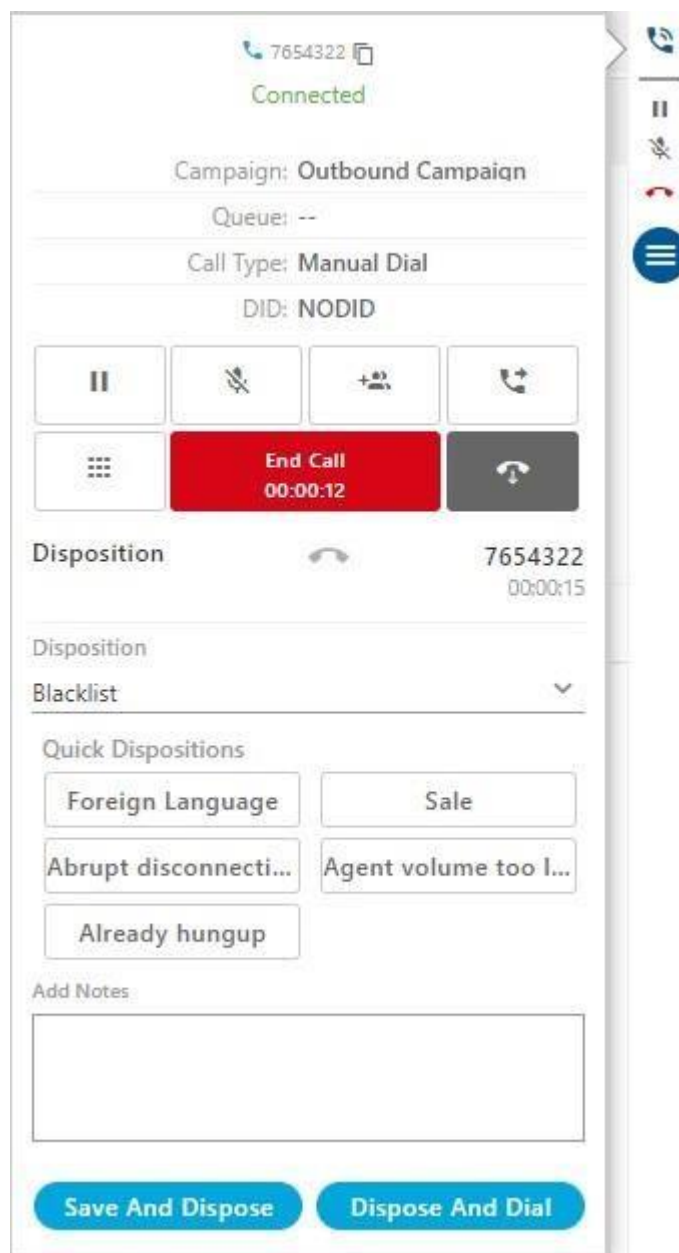 7654322
Connected
Campaign: Outbound Campaign
Queue: --
Call Type: Manual Dial
DID: NODID
End Call
00:00:12
Disposition 7654322
00:00:15
Disposition
Blacklist
Quick Dispositions
Foreign Language Sale
Abrupt disconnecti... Agent volume too l...
Already hungup
Add Notes
Save And Dispose Dispose And Dial